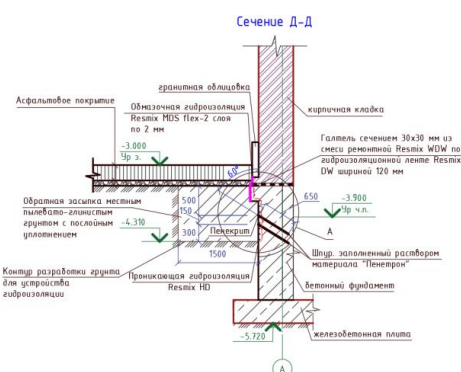 Сечение Д-Д
гранитная облицовка
Асфальтовое покрытие
Обмазочная гидроизоляция
Resmix MDS flex-2 слоя
по 2 мм
кирпичная кладка
-3.000
Ур з.
Галтель сечением 30x30 мм из
смеси ремонтной Resmix WDW по
гидроизоляционной ленте Resmix
DW шириной 120 мм
60°
Обратная засыпка местным
пылевато-глинистым
грунтом с послойным
уплотнением
-4.310
500
150
300
Пенекрит
650
-3.900
Ур ч.п.
А
1500
Шпур. заполненный раствором
материала "Пенетрон"
Контур разработки грунта
для устройства
гидроизоляции
Проникающая гидроизоляция
Resmix HD
бетонный фундамент
железобетонная плита
-5.720
А